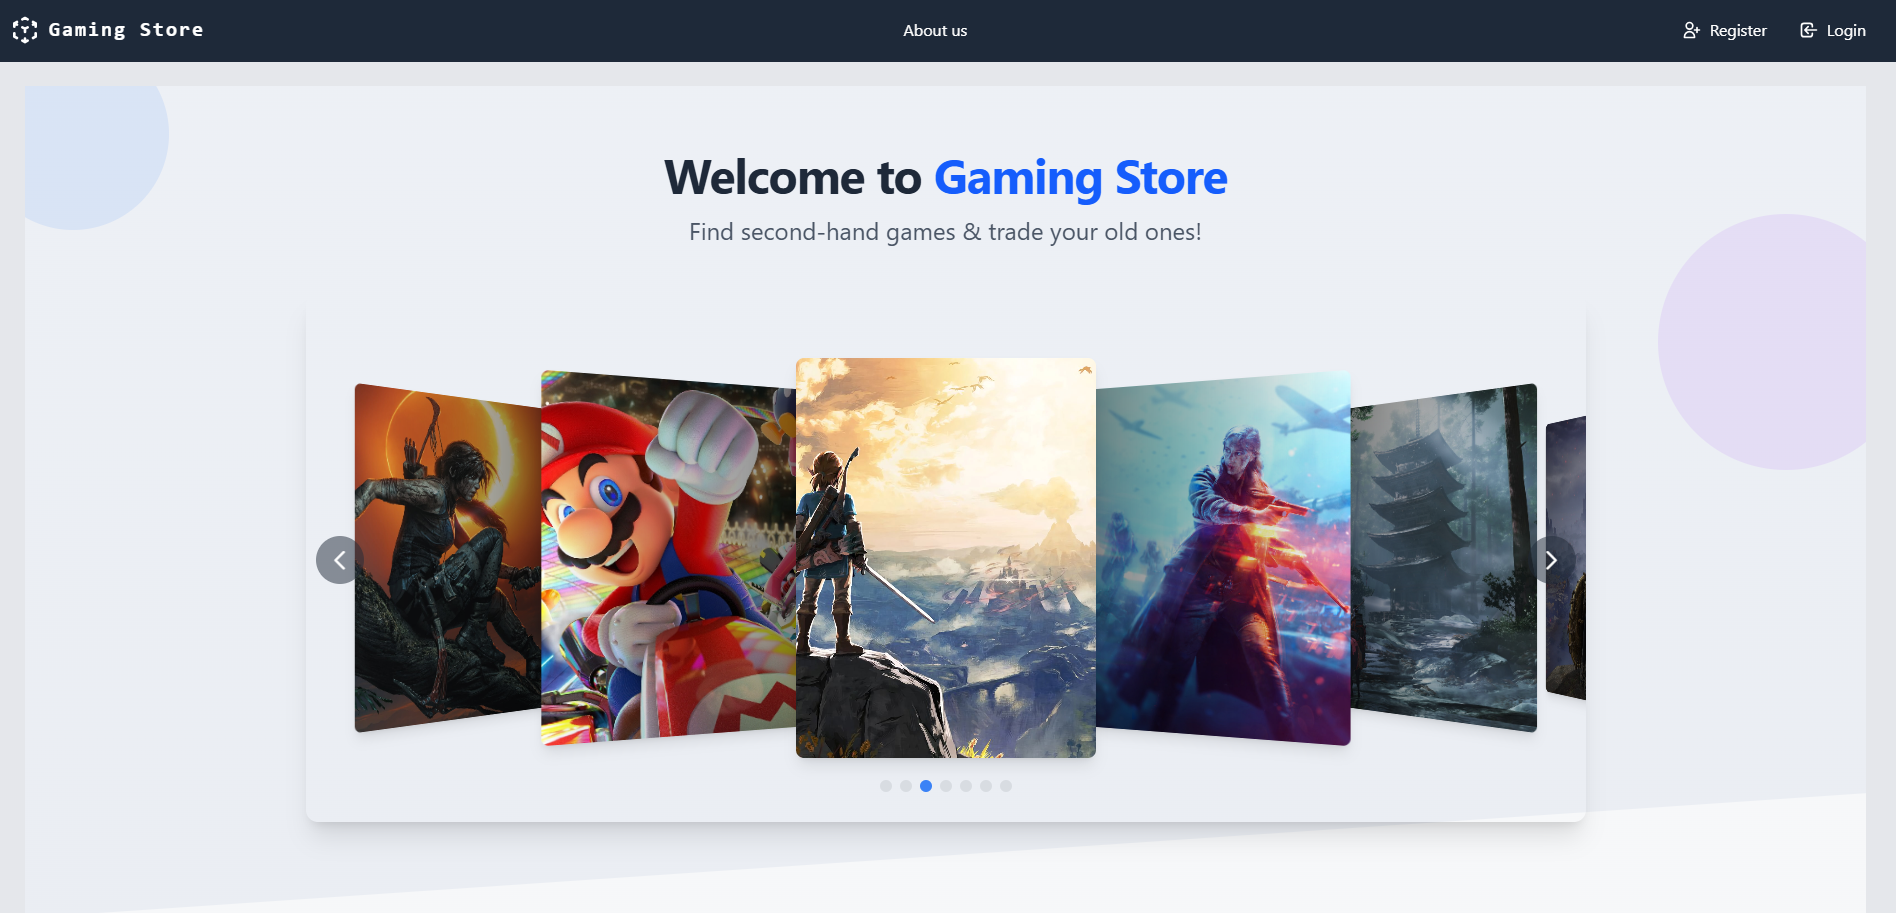 Gaming Store
About us
Register
Login
Welcome to Gaming Store
Find second-hand games & trade your old ones!